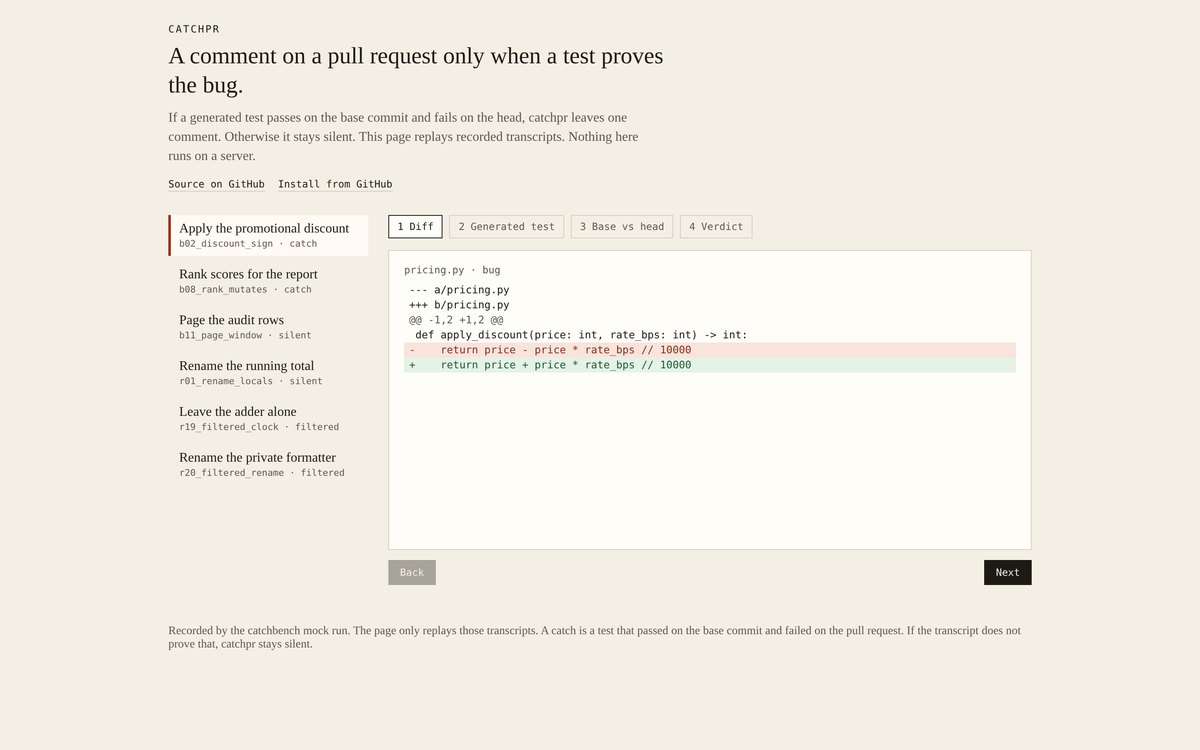 CATCHPR
A comment on a pull request only when a test proves
the bug.
If a generated test passes on the base commit and fails on the head, catchpr leaves one
comment. Otherwise it stays silent. This page replays recorded transcripts. Nothing here
runs on a server.
Source on GitHub   Install from GitHub
Apply the promotional discount
b02_discount_sign · catch
Rank scores for the report
b08_rank_mutates · catch
Page the audit rows
b11_page_window · silent
Rename the running total
r01_rename_locals · silent
Leave the adder alone
r19_filtered_clock · filtered
Rename the private formatter
r20_filtered_rename · filtered
1 Diff   2 Generated test   3 Base vs head   4 Verdict
pricing.py · bug
--- a/pricing.py
+++ b/pricing.py
@@ -1,2 +1,2 @@
 def apply_discount(price: int, rate_bps: int) -> int:
-    return price - price * rate_bps // 10000
+    return price + price * rate_bps // 10000
Back   Next
Recorded by the catchbench mock run. The page only replays those transcripts. A catch is a test that passed on the base commit and failed on the pull request. If the transcript does not
prove that, catchpr stays silent.